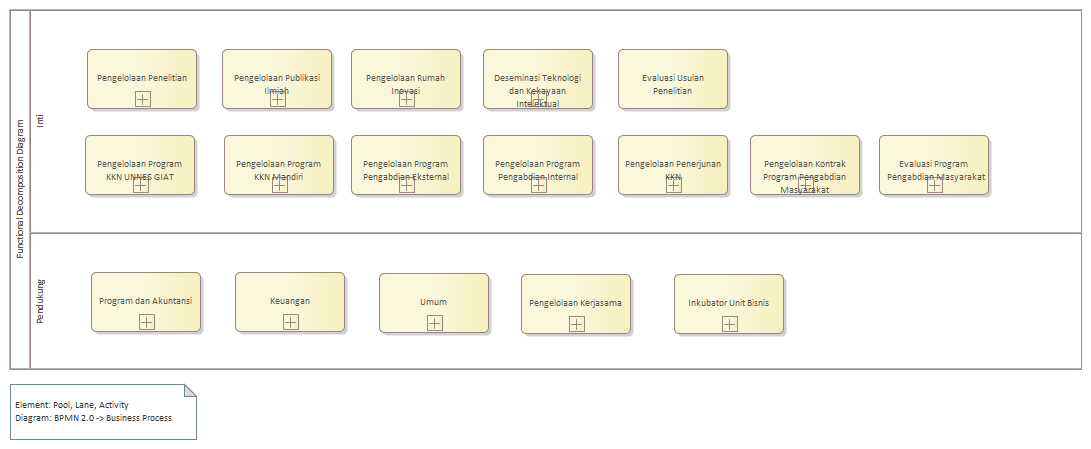 Functional Decomposition Diagram
Inti
Pengelolaan Penelitian
Pengelolaan Publikasi
Ilmiah
Pengelolaan Rumah
Inovasi
Deseminasi Teknologi
dan Kekayaan
Intelektual
Evaluasi Usulan
Penelitian
Pengelolaan Program
KKN UNNES GIAT
Pengelolaan Program
KKN Mandiri
Pengelolaan Program
Pengabdian Eksternal
Pengelolaan Program
Pengabdian Internal
Pengelolaan Penerjunan
KKN
Pengelolaan Kontrak
Program Pengabdian
Masyarakat
Evaluasi Program
Pengabdian Masyarakat
Pendukung
Program dan Akuntansi
Keuangan
Umum
Pengelolaan Kerjasama
Inkubator Unit Bisnis
Element: Pool, Lane, Activity
Diagram: BPMN 2.0 -> Business Process